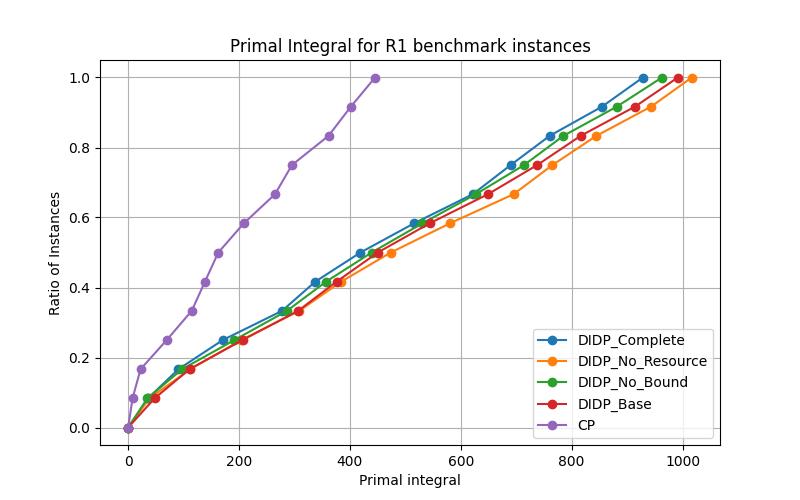 Primal Integral for R1 benchmark instances
1.0
0.8
0.6
0.4
0.2
0.0
Ratio of Instances
DIDP_Complete
DIDP_No_Resource
DIDP_No_Bound
DIDP_Base
CP
0 200 400 600 800 1000
Primal integral